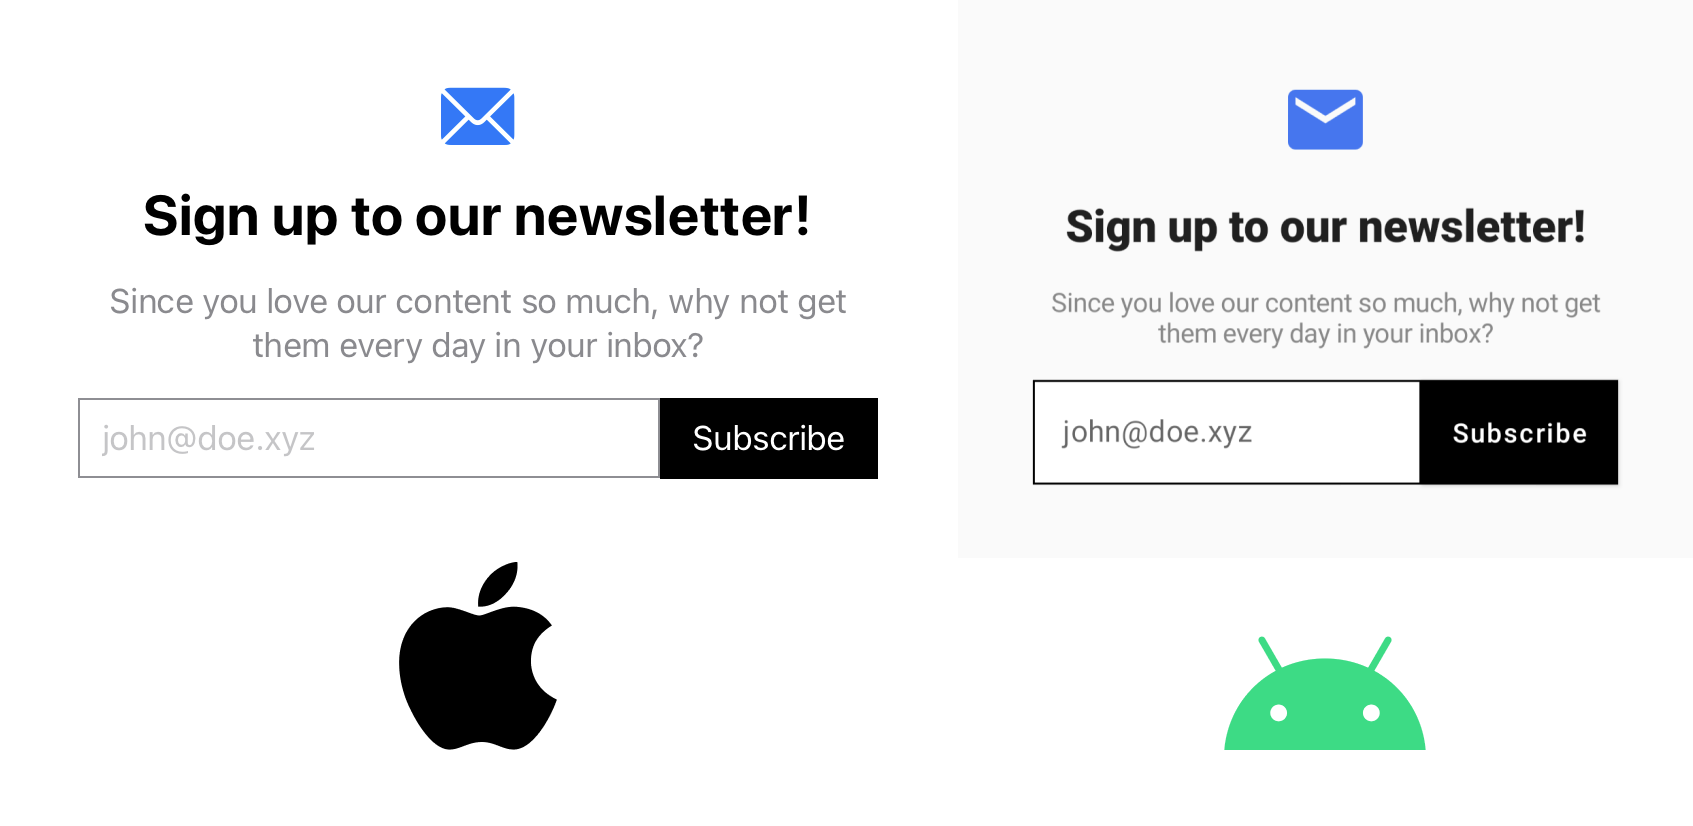 Sign up to our newsletter!
Since you love our content so much, why not get
them every day in your inbox?
john@doe.xyz
Subscribe
Sign up to our newsletter!
Since you love our content so much, why not get
them every day in your inbox?
john@doe.xyz
Subscribe